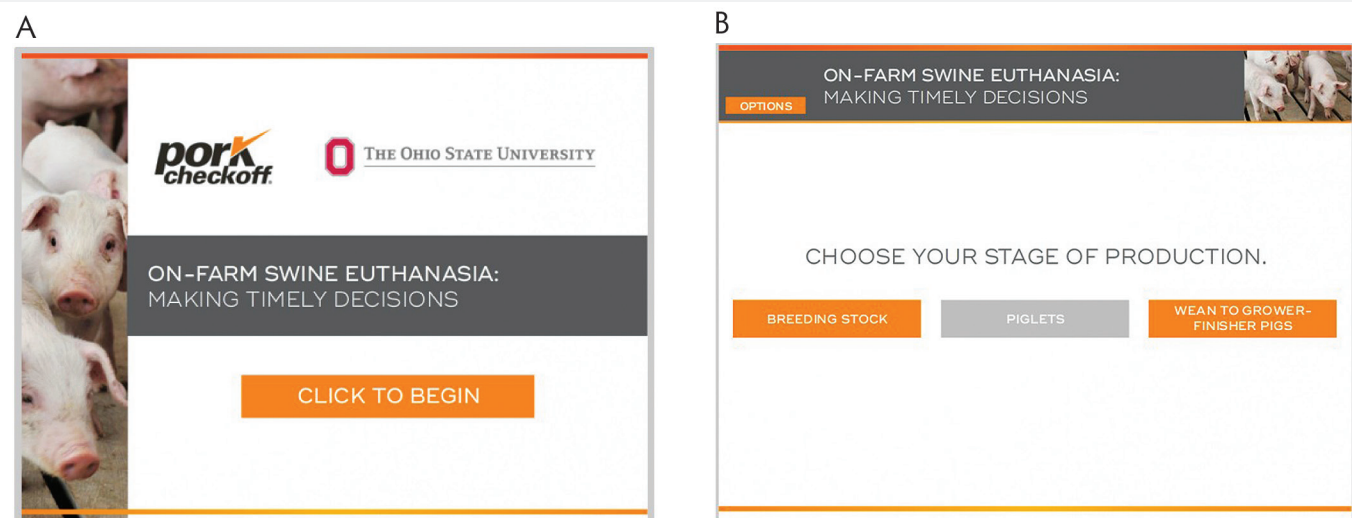 A
pork
checkoff.
THE OHIO STATE UNIVERSITY
ON-FARM SWINE EUTHANASIA:
MAKING TIMELY DECISIONS
CLICK TO BEGIN
B
ON-FARM SWINE EUTHANASIA:
MAKING TIMELY DECISIONS
OPTIONS
CHOOSE YOUR STAGE OF PRODUCTION.
BREEDING STOCK
PIGLETS
WEAN TO GROWER-
FINISHER PIGS